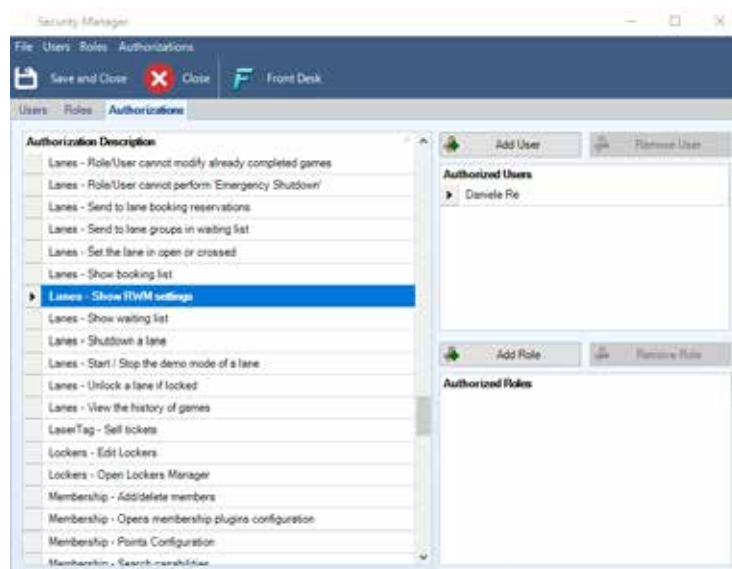 Security Manager
File Users Roles Authorizations
Save and Close Close Front Desk
Users Roles Authorizations
Authorization Description
Lanes - Role/User cannot modify already completed games
Lanes - Role/User cannot perform 'Emergency Shutdown'
Lanes - Send to lane booking reservations
Lanes - Send to lane groups in waiting list
Lanes - Set the lane in open or crossed
Lanes - Show booking list
Lanes - Show RWM settings
Lanes - Show waiting list
Lanes - Shutdown a lane
Lanes - Start / Stop the demo mode of a lane
Lanes - Unlock a lane if locked
Lanes - View the history of games
LaserTag - Sell tickets
Lockers - Edit Lockers
Lockers - Open Lockers Manager
Membership - Add/delete members
Membership - Opens membership plugins configuration
Membership - Points Configuration
Membership - Search capabilities
Add User Remove User
Authorized Users
Daniele Re
Add Role Remove Role
Authorized Roles